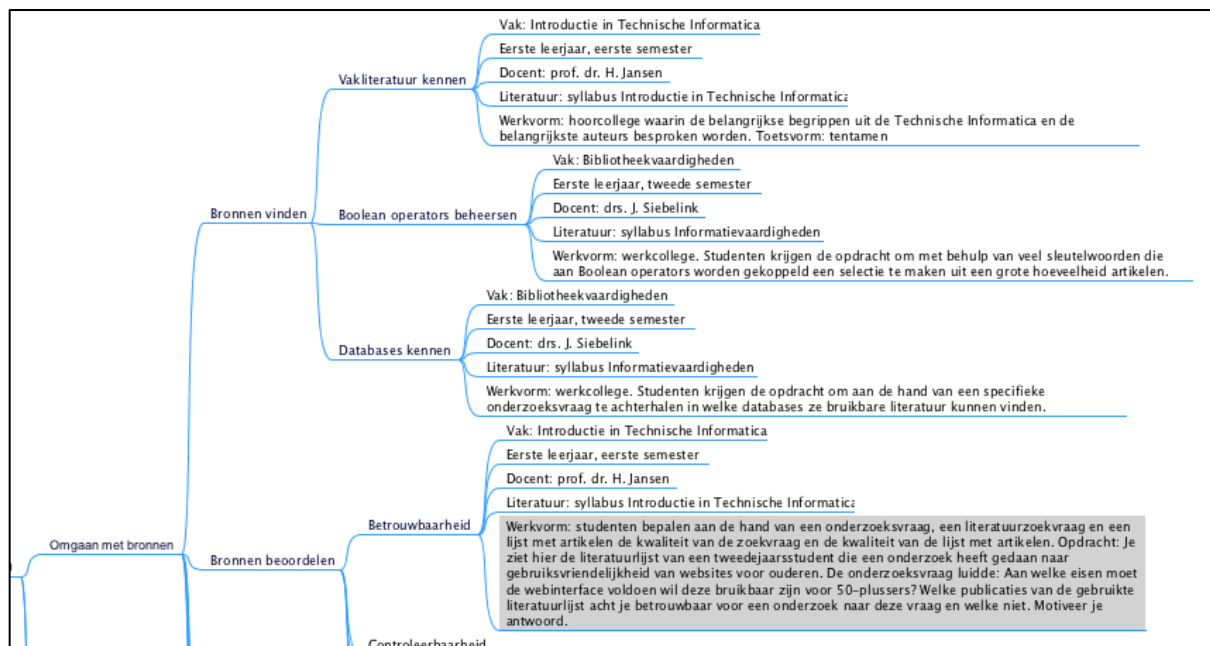 Vak: Introductie in Technische Informatica
Eerste leerjaar, eerste semester
Vakliteratuur kennen
Docent: prof. dr. H. Jansen
Literatuur: syllabus Introductie in Technische Informatica
Werkvorm: hoorcollege waarin de belangrijkse begrippen uit de Technische Informatica en de
belangrijkste auteurs besproken worden. Toetsvorm: tentamen
Vak: Bibliotheekvaardigheden
Eerste leerjaar, tweede semester
Bronnen vinden
Boolean operators beheersen
Docent: drs. J. Siebelink
Literatuur: syllabus Informatievaardigheden
Werkvorm: werkcollege. Studenten krijgen de opdracht om met behulp van veel sleutelwoorden die
aan Boolean operators worden gekoppeld een selectie te maken uit een grote hoeveelheid artikelen.
Vak: Bibliotheekvaardigheden
Eerste leerjaar, tweede semester
Databases kennen
Docent: drs. J. Siebelink
Literatuur: syllabus Informatievaardigheden
Werkvorm: werkcollege. Studenten krijgen de opdracht om aan de hand van een specifieke
onderzoeksvraag te achterhalen in welke databases ze bruikbare literatuur kunnen vinden.
Vak: Introductie in Technische Informatica
Eerste leerjaar, eerste semester
Docent: prof. dr. H. Jansen
Literatuur: syllabus Introductie in Technische Informatica
Betrouwbaarheid
Omgaan met bronnen
Bronnen beoordelen
Werkvorm: studenten bepalen aan de hand van een onderzoeksvraag, een literatuurzoekvraag en een
lijst met artikelen de kwaliteit van de zoekvraag en de kwaliteit van de lijst met artikelen. Opdracht: Je
ziet hier de literatuurlijst van een tweedejaarsstudent die een onderzoek heeft gedaan naar
gebruiksvriendelijkheid van websites voor ouderen. De onderzoeksvraag luidde: Aan welke eisen moet
de webinterface voldoen wil deze bruikbaar zijn voor 50-plussers? Welke publicaties van de gebruikte
literatuurlijst acht je betrouwbaar voor een onderzoek naar deze vraag en welke niet. Motiveer je
antwoord.
Controleerbaarheid